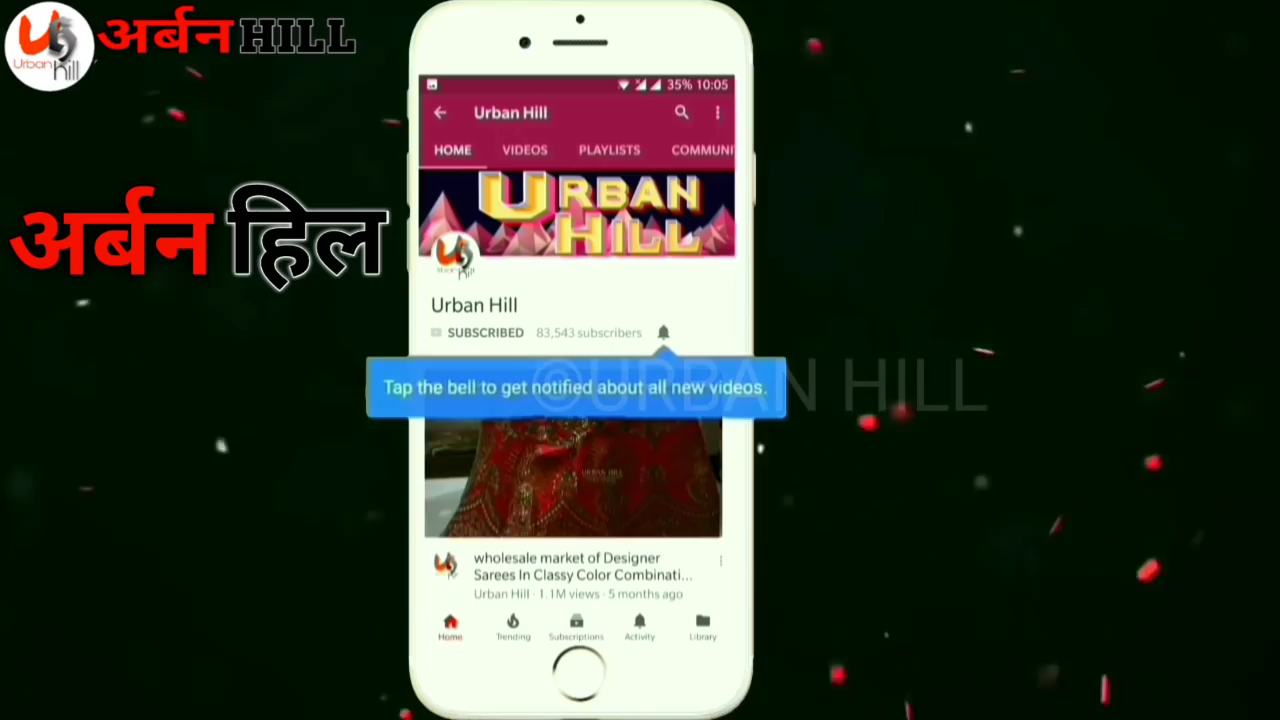 Urban
hill
अर्बन HILL
अर्बन हिल
35% 10:05
Urban Hill
HOME VIDEOS PLAYLISTS COMMUNI
URBAN
HILL
Urban Hill
SUBSCRIBED 83,543 subscribers
Tap the bell to get notified about all new videos.
©URBAN HILL
URBAN HILL
wholesale market of Designer
Sarees In Classy Color Combinati...
Urban Hill · 1.1M views · 5 months ago
Home Trending Subscriptions Activity Library